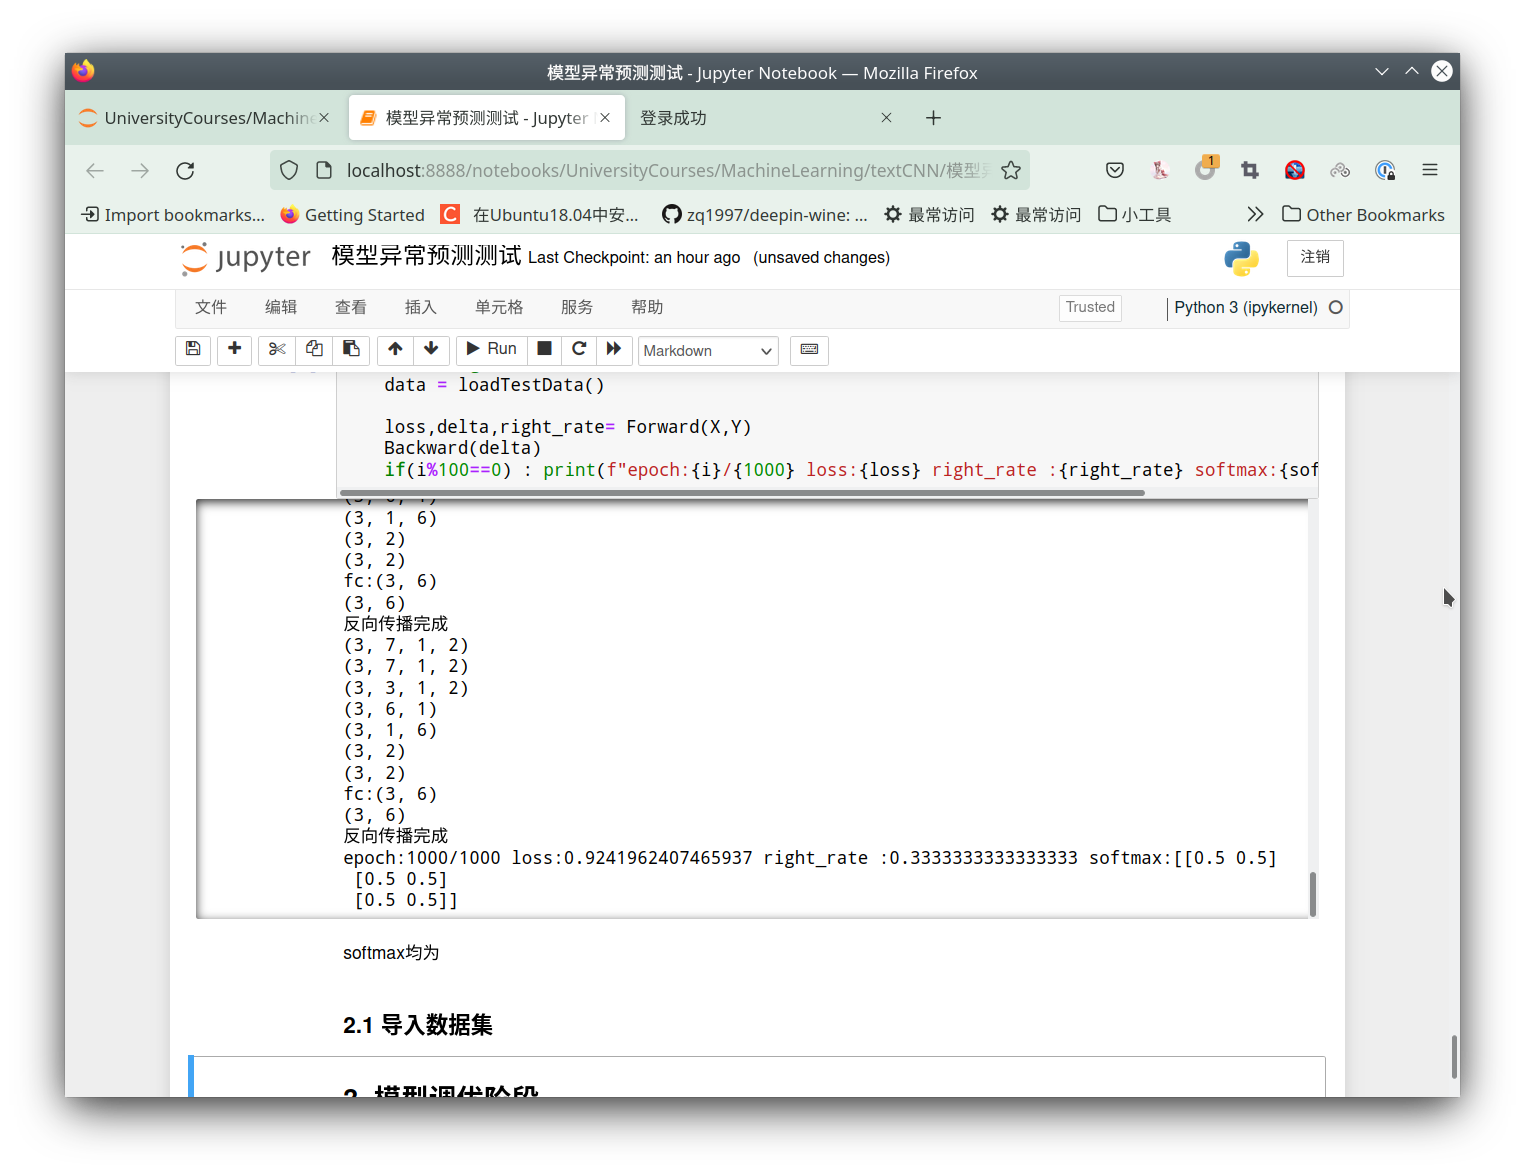 模型异常预测测试 - Jupyter Notebook — Mozilla Firefox
UniversityCourses/Machine
模型异常预测测试 - Jupyter
登录成功
localhost:8888/notebooks/UniversityCourses/MachineLearning/textCNN/模型异
1
Import bookmarks...
Getting Started
C
在Ubuntu18.04中安...
zq1997/deepin-wine: ...
最常访问
最常访问
小工具
Other Bookmarks
jupyter
模型异常预测测试 Last Checkpoint: an hour ago (unsaved changes)
注销
文件 编辑 查看 插入 单元格 服务 帮助
Trusted
Python 3 (ipykernel)
Run
Markdown
data = loadTestData()
loss,delta,right_rate= Forward(X,Y)
Backward(delta)
if(i%100==0) : print(f"epoch:{i}/{1000} loss:{loss} right_rate :{right_rate} softmax:{sof
(3, 1, 6)
(3, 2)
(3, 2)
fc:(3, 6)
(3, 6)
反向传播完成
(3, 7, 1, 2)
(3, 7, 1, 2)
(3, 3, 1, 2)
(3, 6, 1)
(3, 1, 6)
(3, 2)
(3, 2)
fc:(3, 6)
(3, 6)
反向传播完成
epoch:1000/1000 loss:0.9241962407465937 right_rate :0.3333333333333333 softmax:[[0.5 0.5]
[0.5 0.5]
[0.5 0.5]]
softmax均为
2.1 导入数据集
模型调优阶段